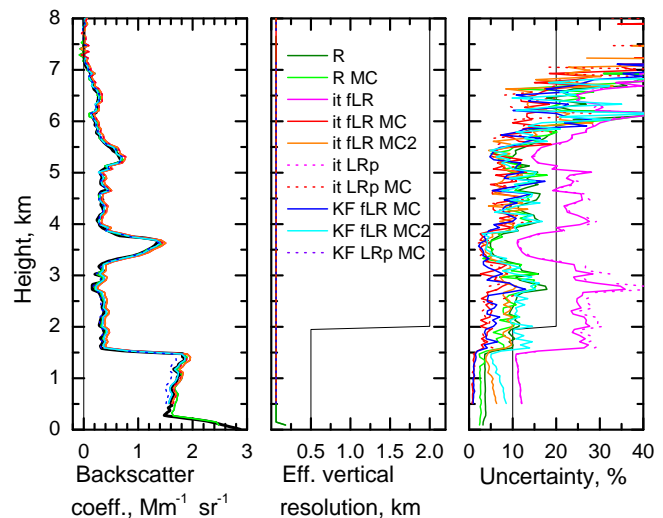 8
7
6
5
4
3
2
1
0
Height, km
0 1 2 3
Backscatter
coeff., Mm⁻¹ sr⁻¹
R
R MC
it fLR
it fLR MC
it fLR MC2
it LRp
it LRp MC
KF fLR MC
KF fLR MC2
KF LRp MC
0.5 1.0 1.5 2.0
Eff. vertical
resolution, km
0 10 20 30 40
Uncertainty, %